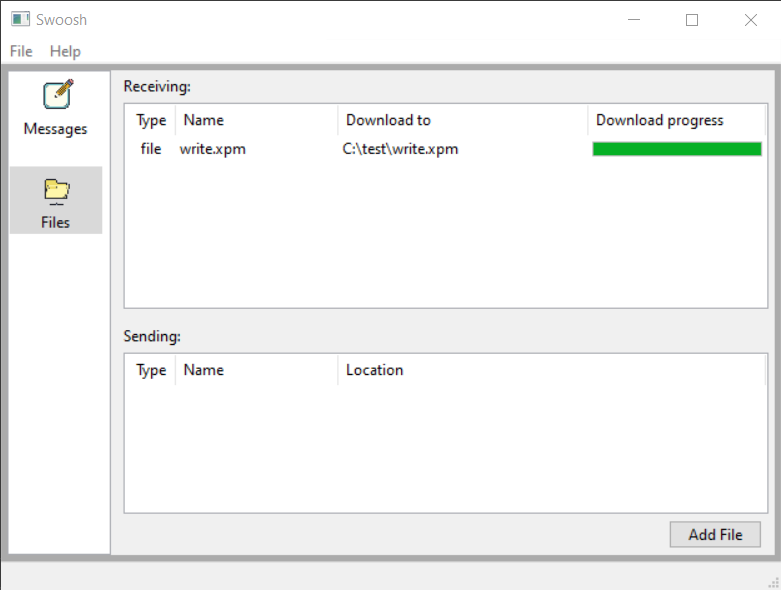 Swoosh
File Help
Messages
Files
Receiving:
Type Name Download to Download progress
file write.xpm C:\test\write.xpm
Sending:
Type Name Location
Add File